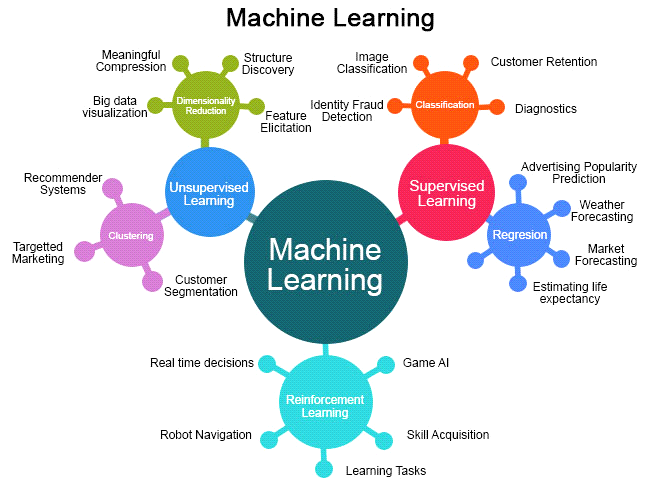 Machine Learning
Meaningful
Compression
Structure
Discovery
Big data
visualization
Dimensionality
Reduction
Feature
Elicitation
Image
Classification
Customer Retention
Identity Fraud
Detection
Classification
Diagnostics
Recommender
Systems
Unsupervised
Learning
Supervised
Learning
Advertising Popularity
Prediction
Weather
Forecasting
Targetted
Marketing
Clustering
Customer
Segmentation
Machine
Learning
Regresion
Market
Forecasting
Estimating life
expectancy
Real time decisions
Game AI
Reinforcement
Learning
Robot Navigation
Skill Acquisition
Learning Tasks